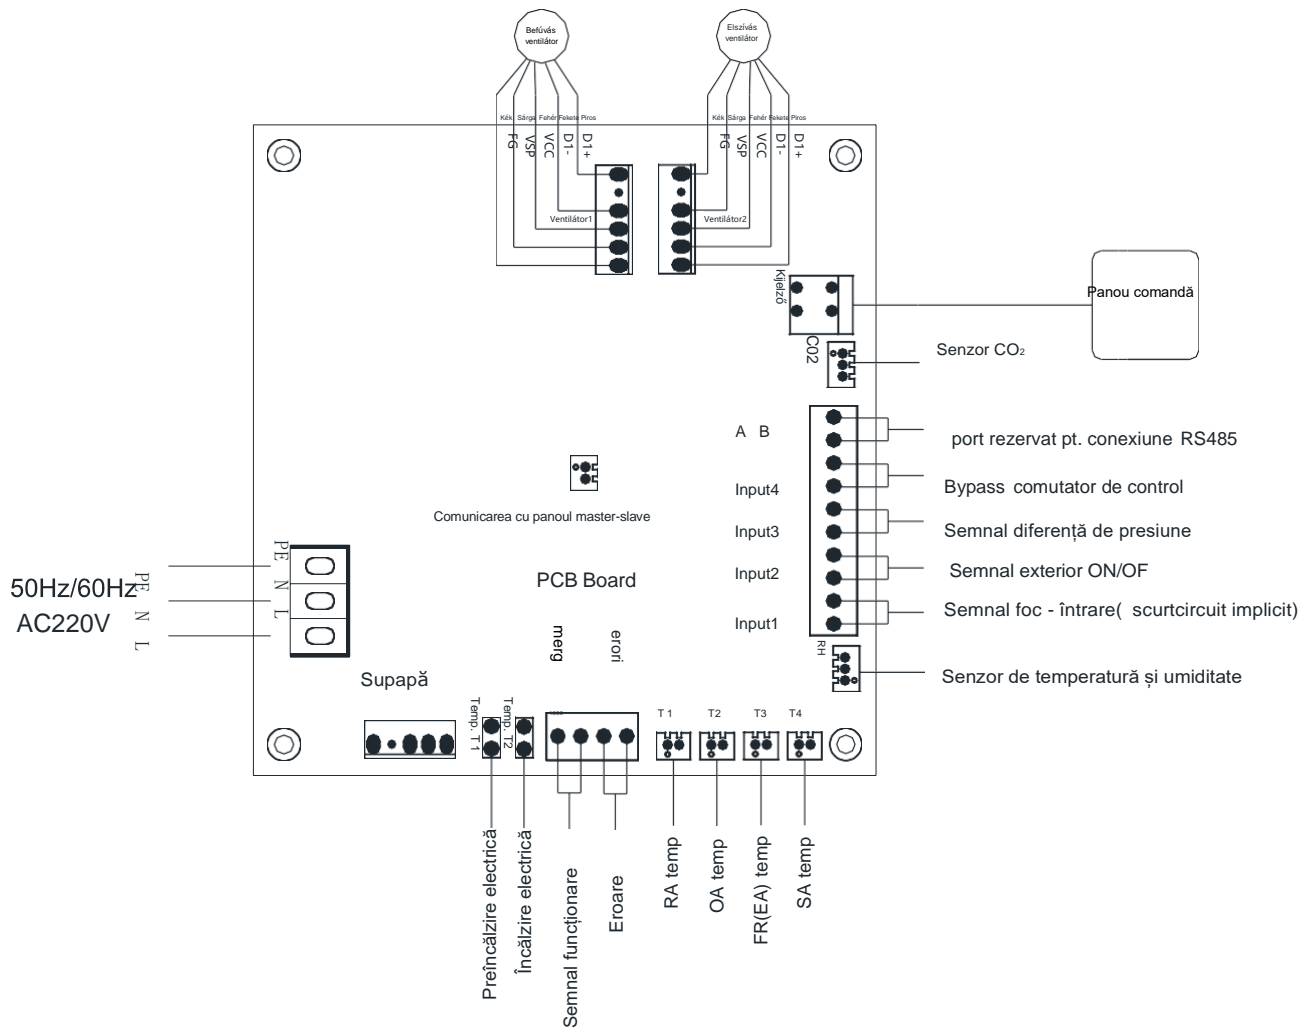 Befúvás
ventilátor
Elszívás
ventilátor
Kék Sárga Fehér Fekete Piros
FG VSP VCC D1- D1+
Kék Sárga Fehér Fekete Piros
FG VSP VCC D1- D1+
Ventilátor1
Ventilátor2
Kijelző
Panou comandă
C02
Senzor CO₂
A B
port rezervat pt. conexiune RS485
Input4
Bypass comutator de control
Comunicarea cu panoul master-slave
Input3
Semnal diferență de presiune
Input2
Semnal exterior ON/OF
Input1
Semnal foc - întrare( scurtcircuit implicit)
PCB Board
50Hz/60Hz
AC220V
PE N L
PE N L
merg
erori
RH
Senzor de temperatură și umiditate
Supapă
Temp. T1
Temp. T2
T 1
T2
T3
T4
Preîncălzire electrică
Încălzire electrică
Semnal funcționare
Eroare
RA temp
OA temp
FR(EA) temp
SA temp